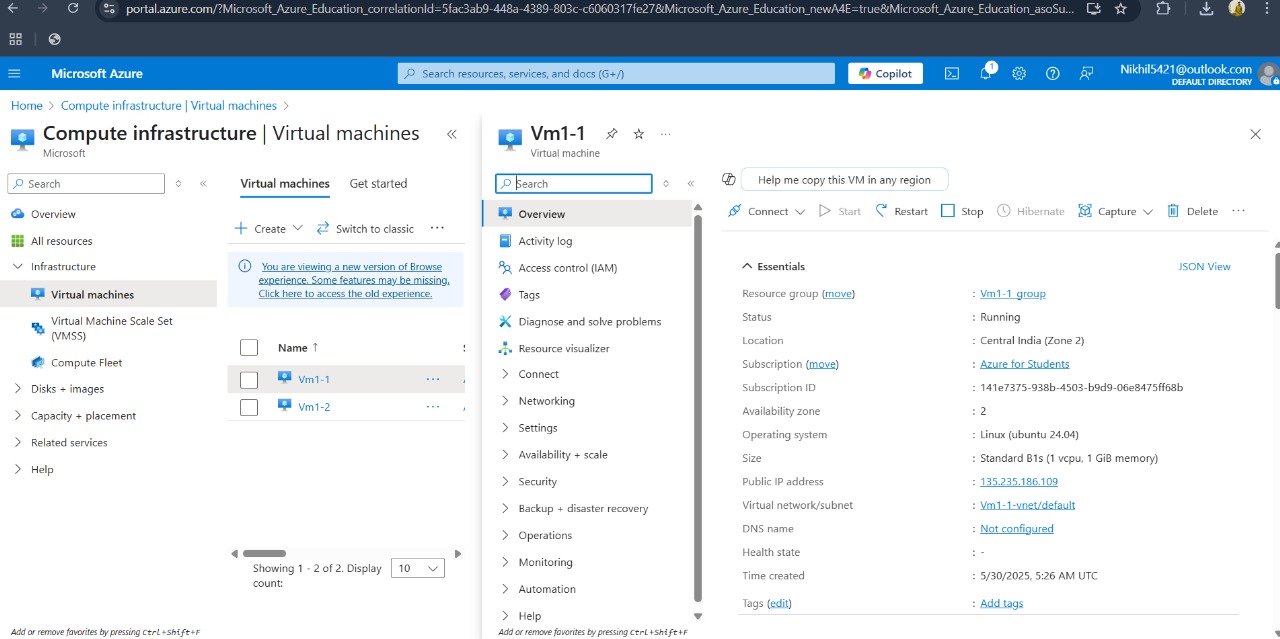 portal.azure.com/?Microsoft_Azure_Education_correlationId=5fac3ab9-448a-4389-803c-c6060317fe27&Microsoft_Azure_Education_newA4E=true&Microsoft_Azure_Education_asoSu...
Microsoft Azure
Search resources, services, and docs (G+/)
Copilot
1
Nikhil5421@outlook.com
DEFAULT DIRECTORY
Home > Compute infrastructure | Virtual machines >
Compute infrastructure | Virtual machines
Microsoft
Search
Overview
All resources
Infrastructure
Virtual machines
Virtual Machine Scale Set
(VMSS)
Compute Fleet
Disks + images
Capacity + placement
Related services
Help
Add or remove favorites by pressing Ctrl+Shift+F
Virtual machines Get started
Create Switch to classic ...
You are viewing a new version of Browse
experience. Some features may be missing.
Click here to access the old experience.
Name ↑
Vm1-1 ...
Vm1-2 ...
Showing 1 - 2 of 2. Display 10
count:
Vm1-1 ...
Virtual machine
Search
Overview
Activity log
Access control (IAM)
Tags
Diagnose and solve problems
Resource visualizer
Connect
Networking
Settings
Availability + scale
Security
Backup + disaster recovery
Operations
Monitoring
Automation
Help
Add or remove favorites by pressing Ctrl+Shift+F
Help me copy this VM in any region
Connect Start Restart Stop Hibernate Capture Delete ...
Essentials JSON View
Resource group (move) : Vm1-1_group
Status : Running
Location : Central India (Zone 2)
Subscription (move) : Azure for Students
Subscription ID : 141e7375-938b-4503-b9d9-06e8475ff68b
Availability zone : 2
Operating system : Linux (ubuntu 24.04)
Size : Standard B1s (1 vcpu, 1 GiB memory)
Public IP address : 135.235.186.109
Virtual network/subnet : Vm1-1-vnet/default
DNS name : Not configured
Health state : -
Time created : 5/30/2025, 5:26 AM UTC
Tags (edit) : Add tags